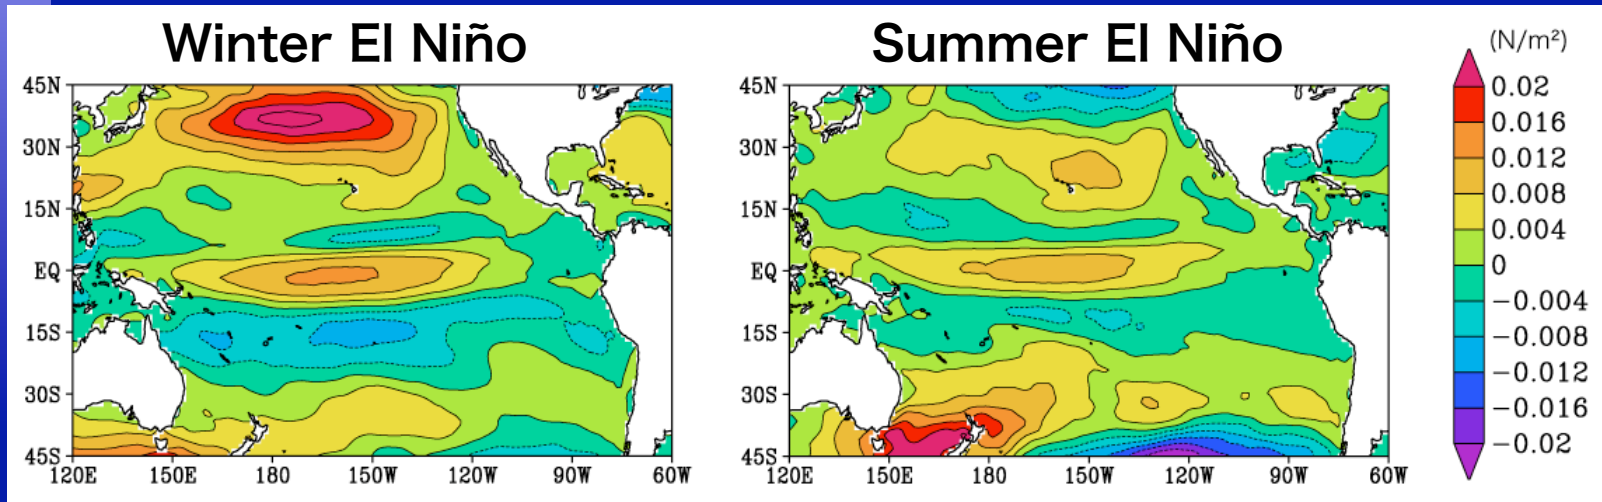 Winter El Niño
45N
30N
15N
EQ
15S
30S
45S
120E 150E 180 150W 120W 90W 60W
Summer El Niño
45N
30N
15N
EQ
15S
30S
45S
120E 150E 180 150W 120W 90W 60W
(N/m²)
0.02
0.016
0.012
0.008
0.004
0
−0.004
−0.008
−0.012
−0.016
−0.02